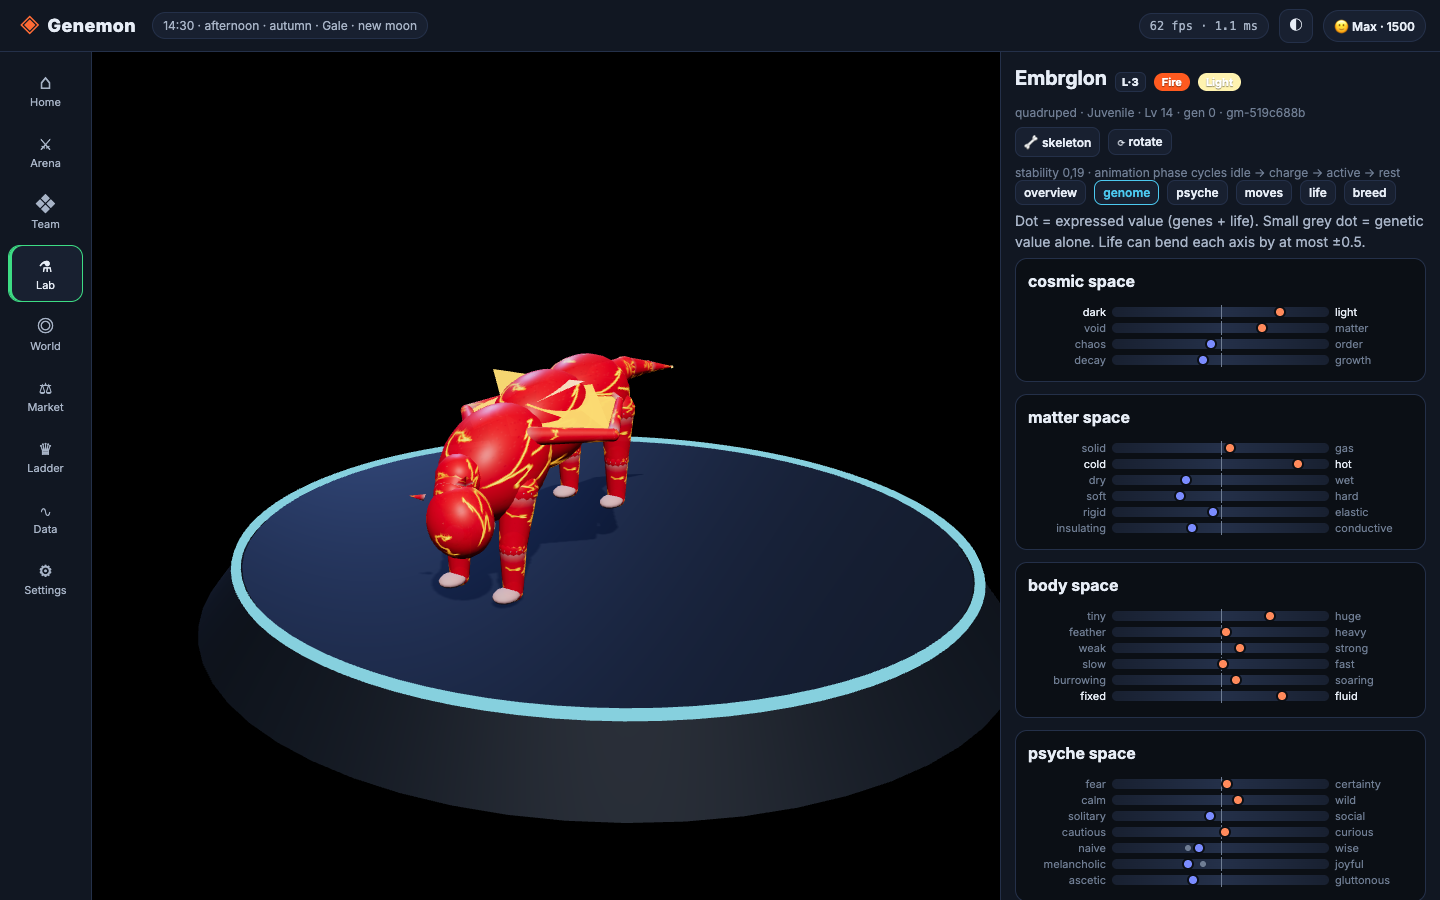 Genemon
14:30 · afternoon · autumn · Gale · new moon
62 fps · 1.1 ms
Max · 1500
Home
Arena
Team
Lab
World
Market
Ladder
Data
Settings
Embrglon L·3 Fire Light
quadruped · Juvenile · Lv 14 · gen 0 · gm-519c688b
skeleton rotate
stability 0,19 · animation phase cycles idle → charge → active → rest
overview genome psyche moves life breed
Dot = expressed value (genes + life). Small grey dot = genetic
value alone. Life can bend each axis by at most ±0.5.
cosmic space
dark light
void matter
chaos order
decay growth
matter space
solid gas
cold hot
dry wet
soft hard
rigid elastic
insulating conductive
body space
tiny huge
feather heavy
weak strong
slow fast
burrowing soaring
fixed fluid
psyche space
fear certainty
calm wild
solitary social
cautious curious
naive wise
melancholic joyful
ascetic gluttonous